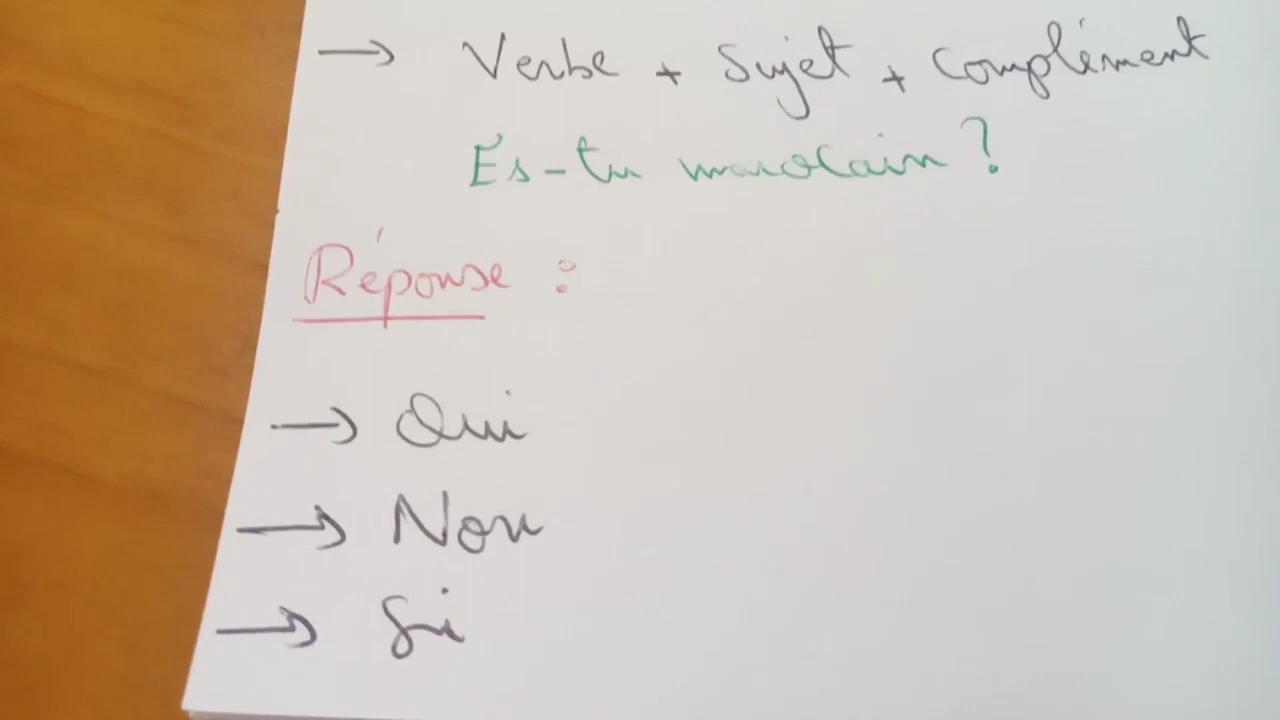 → Verbe + Sujet + Complément
Es-tu marocain ?
Réponse :
→ Oui
→ Non
→ Si